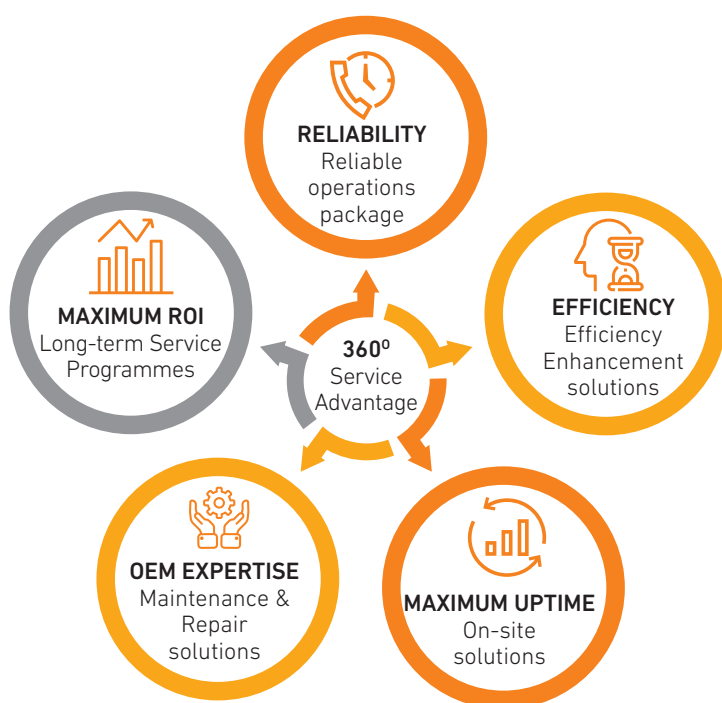 RELIABILITY
Reliable
operations
package
EFFICIENCY
Efficiency
Enhancement
solutions
MAXIMUM UPTIME
On-site
solutions
OEM EXPERTISE
Maintenance &
Repair
solutions
MAXIMUM ROI
Long-term Service
Programmes
360º
Service
Advantage